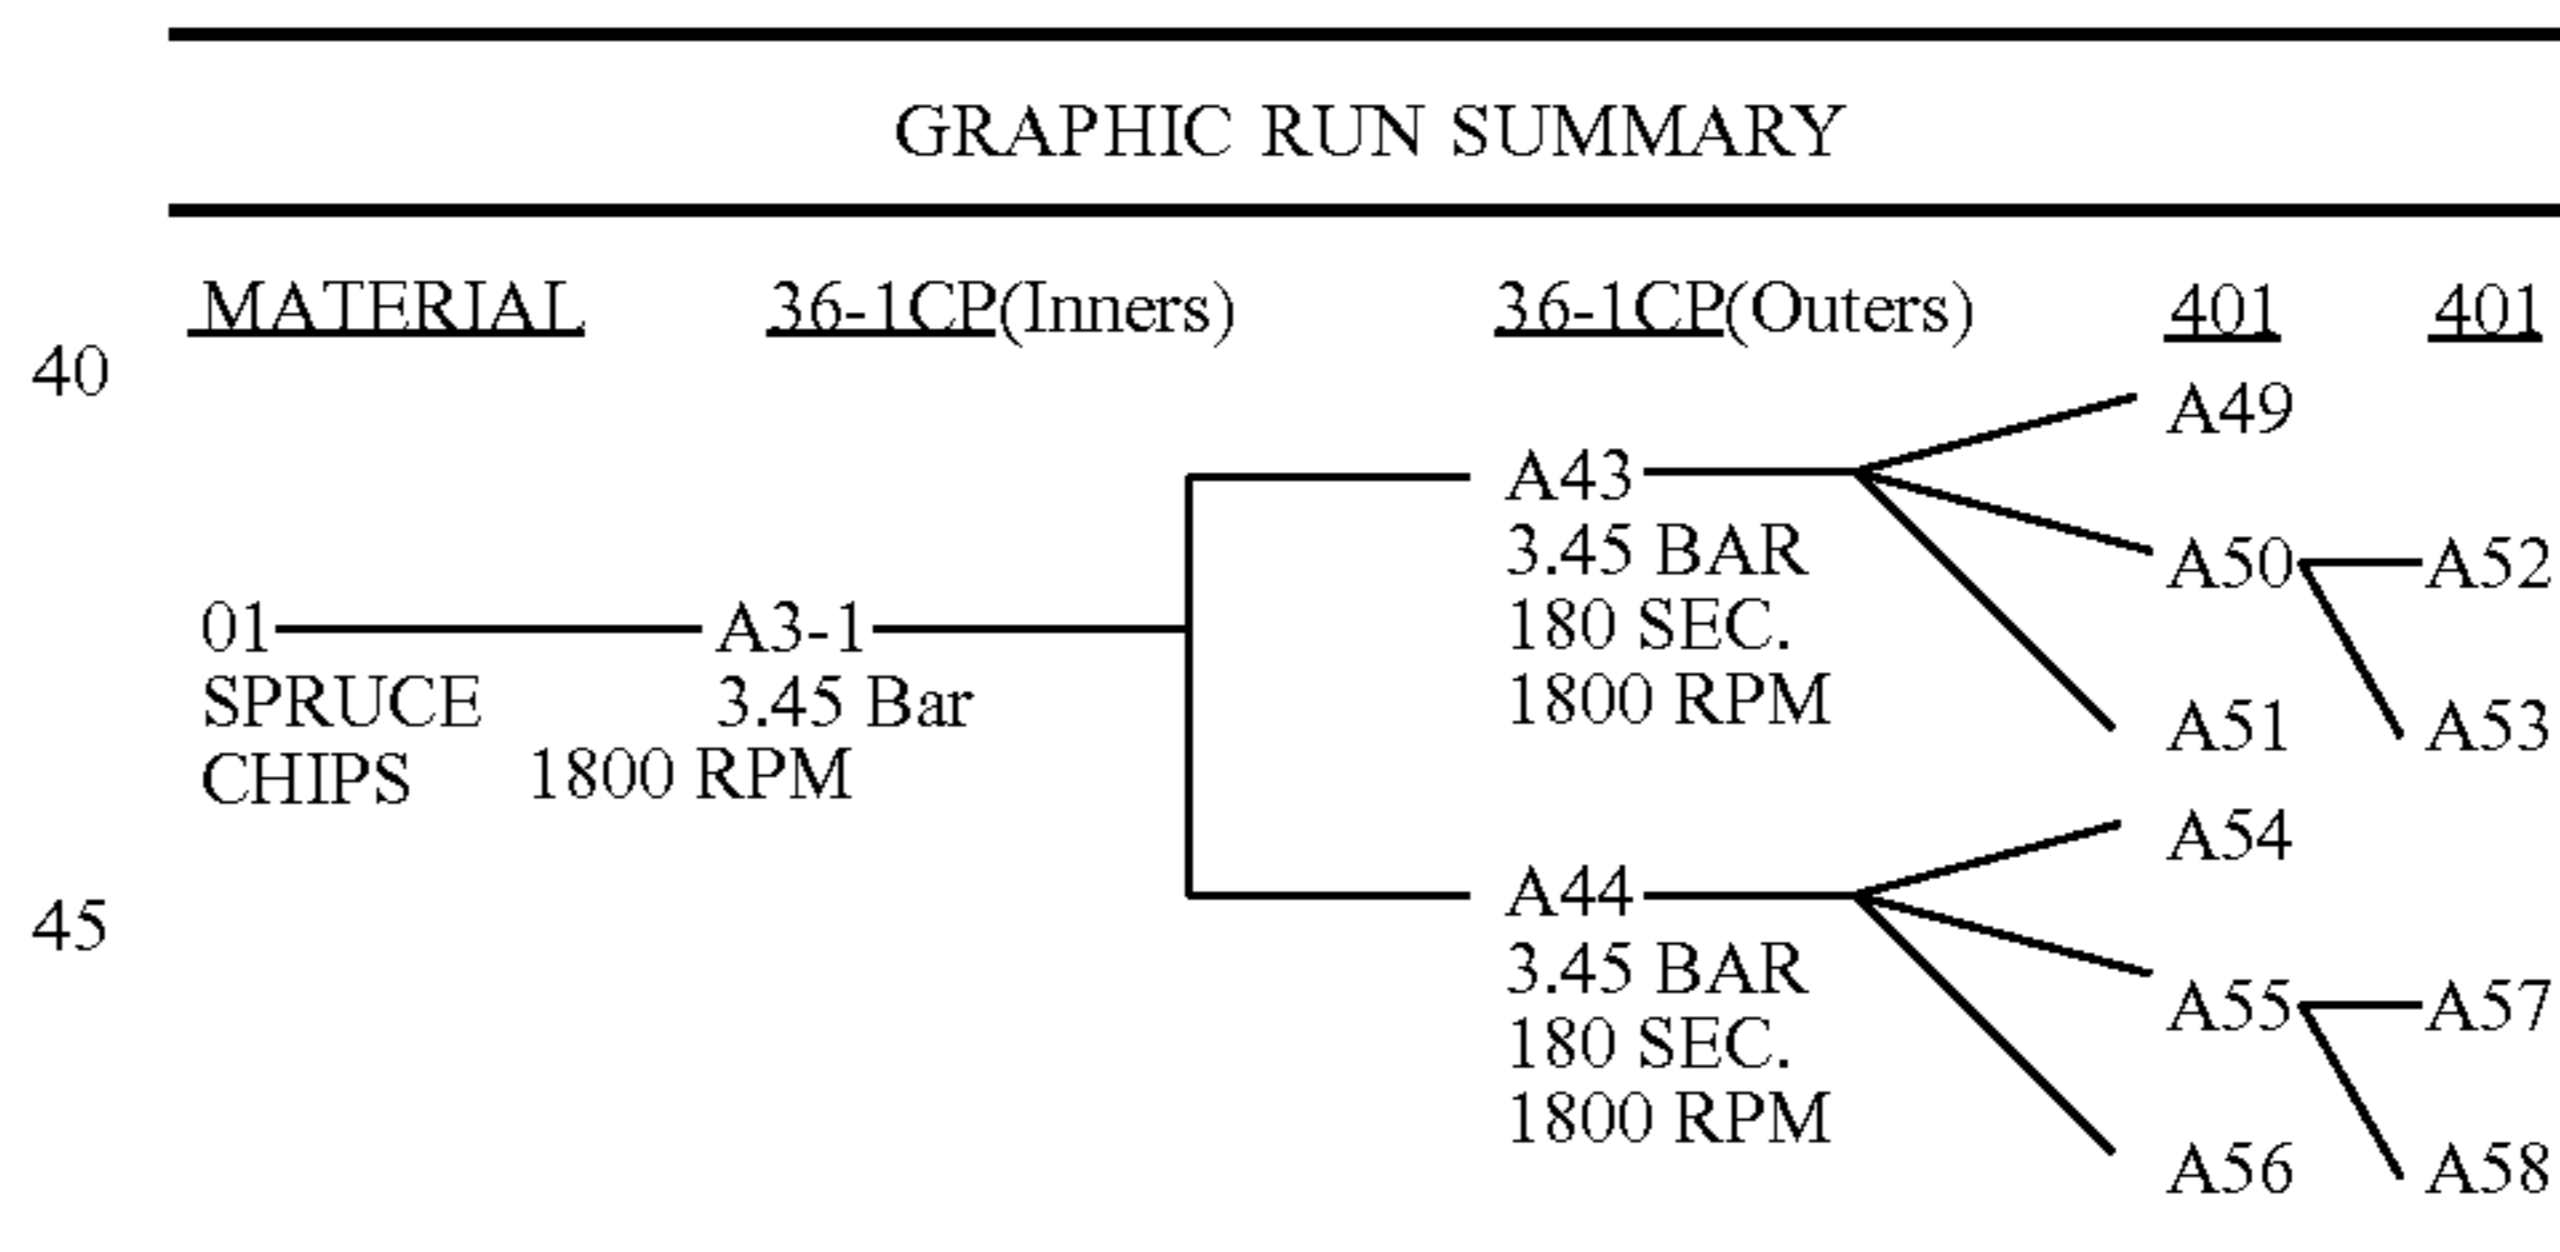 GRAPHIC RUN SUMMARY
MATERIAL 36-1CP(Inners) 36-1CP(Outers) 401 401
40
A49
A43
3.45 BAR
A50 A52
01 A3-1
180 SEC.
SPRUCE 3.45 Bar
1800 RPM
A51 A53
CHIPS 1800 RPM
A54
A44
45
3.45 BAR
A55 A57
180 SEC.
1800 RPM
A56 A58